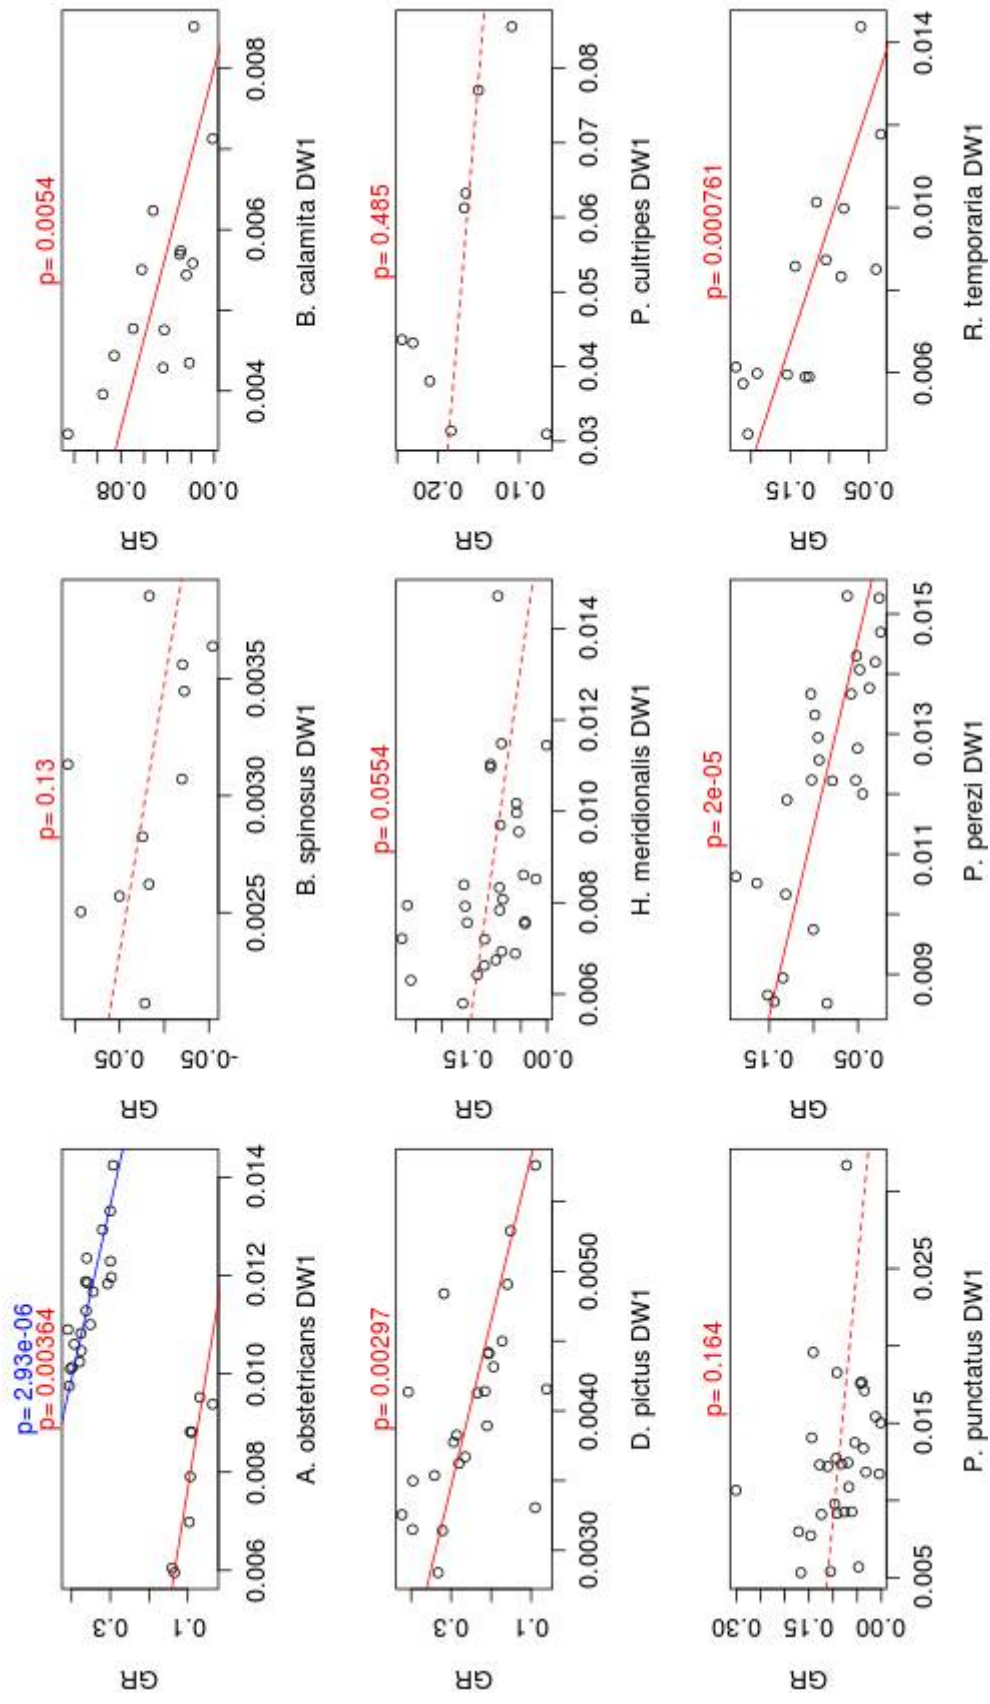 p= 2.93e-06
p= 0.00364
GR
0.1 0.3
0.006 0.008 0.010 0.012 0.014
A. obstetricans DW1
p= 0.13
GR
-0.05 0.05
0.0025 0.0030 0.0035
B. spinosus DW1
p= 0.0054
GR
0.00 0.08
0.004 0.006 0.008
B. calamita DW1
p= 0.00297
GR
0.1 0.3
0.0030 0.0040 0.0050
D. pictus DW1
p= 0.0554
GR
0.00 0.15
0.006 0.008 0.010 0.012 0.014
H. meridionalis DW1
p= 0.485
GR
0.10 0.20
0.03 0.04 0.05 0.06 0.07 0.08
P. cultripes DW1
p= 0.164
GR
0.00 0.15 0.30
0.005 0.015 0.025
P. punctatus DW1
p= 2e-05
GR
0.05 0.15
0.009 0.011 0.013 0.015
P. perezi DW1
p= 0.000761
GR
0.05 0.15
0.006 0.010 0.014
R. temporaria DW1